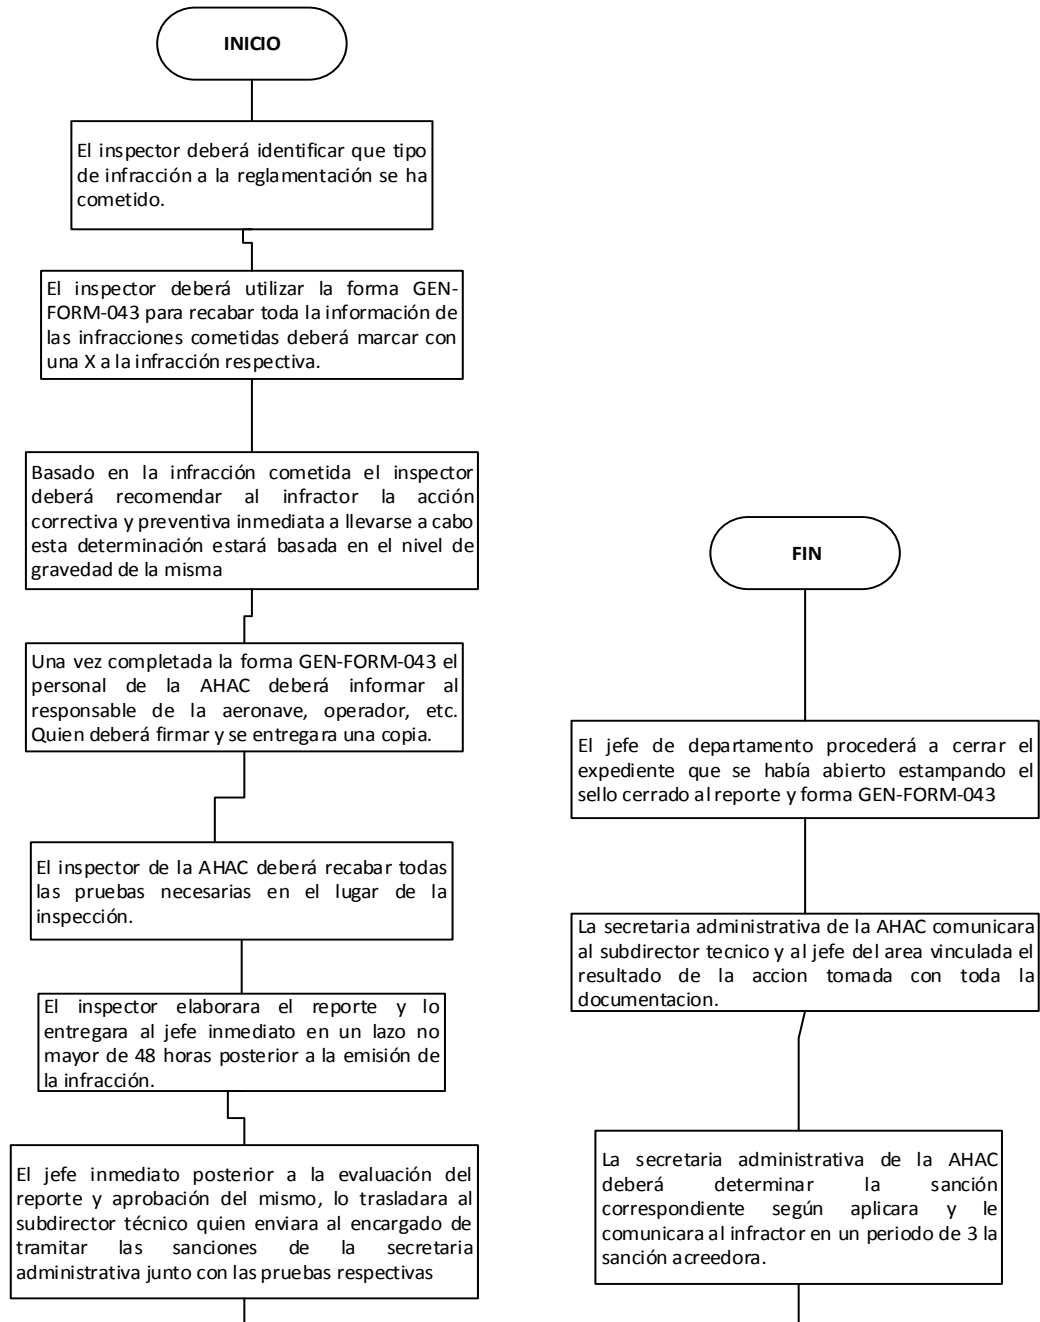 INICIO
El inspector deberá identificar que tipo
de infracción a la reglamentación se ha
cometido.
El inspector deberá utilizar la forma GEN-
FORM-043 para recabar toda la información de
las infracciones cometidas deberá marcar con
una X a la infracción respectiva.
Basado en la infracción cometida el inspector
deberá recomendar al infractor la acción
correctiva y preventiva inmediata a llevarse a cabo
esta determinación estará basada en el nivel de
gravedad de la misma
Una vez completada la forma GEN-FORM-043 el
personal de la AHAC deberá informar al
responsable de la aeronave, operador, etc.
Quien deberá firmar y se entregara una copia.
El inspector de la AHAC deberá recabar todas
las pruebas necesarias en el lugar de la
inspección.
El inspector elaborara el reporte y lo
entregara al jefe inmediato en un lazo no
mayor de 48 horas posterior a la emisión de
la infracción.
El jefe inmediato posterior a la evaluación del
reporte y aprobación del mismo, lo trasladara al
subdirector técnico quien enviara al encargado de
tramitar las sanciones de la secretaria
administrativa junto con las pruebas respectivas
FIN
El jefe de departamento procederá a cerrar el
expediente que se había abierto estampando el
sello cerrado al reporte y forma GEN-FORM-043
La secretaria administrativa de la AHAC comunicara
al subdirector tecnico y al jefe del area vinculada el
resultado de la accion tomada con toda la
documentacion.
La secretaria administrativa de la AHAC
deberá determinar la sanción
correspondiente según aplicara y le
comunicara al infractor en un periodo de 3 la
sanción acreedora.